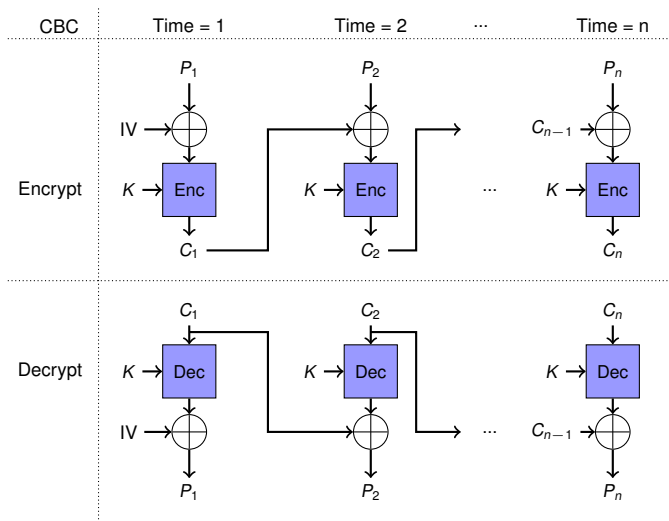 CBC Time = 1 Time = 2 ... Time = n
P1 P2 Pn
IV Cn−1
Encrypt K Enc K Enc ... K Enc
C1 C2 Cn
C1 C2 Cn
Decrypt K Dec K Dec K Dec
IV ... Cn−1
P1 P2 Pn